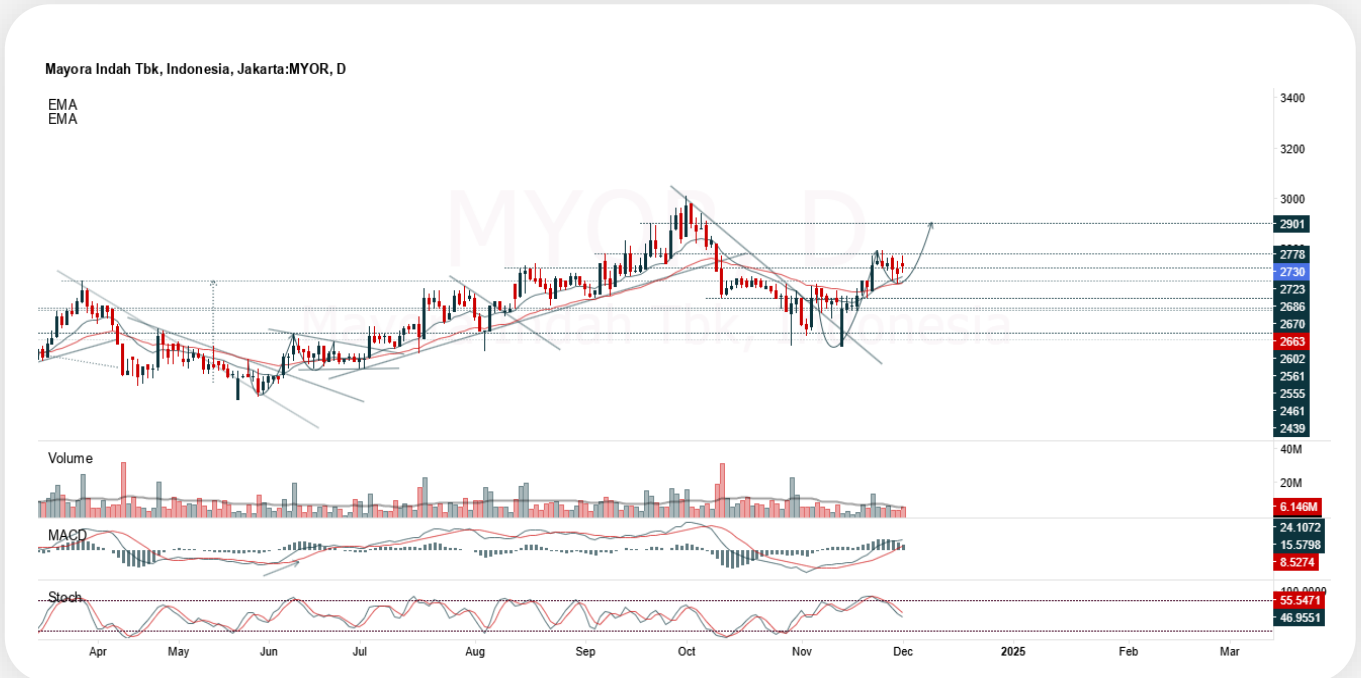 Mayora Indah Tbk, Indonesia, Jakarta:MYOR, D
EMA
EMA
MYOR, D
3400
3200
3000
2901
2778
2730
2723
2686
2670
2663
2602
2561
2555
2461
2439
Volume
40M
20M
6.146M
MACD
24.1072
15.5798
8.5274
Stoch
55.5471
46.9551
Apr May Jun Jul Aug Sep Oct Nov Dec 2025 Feb Mar